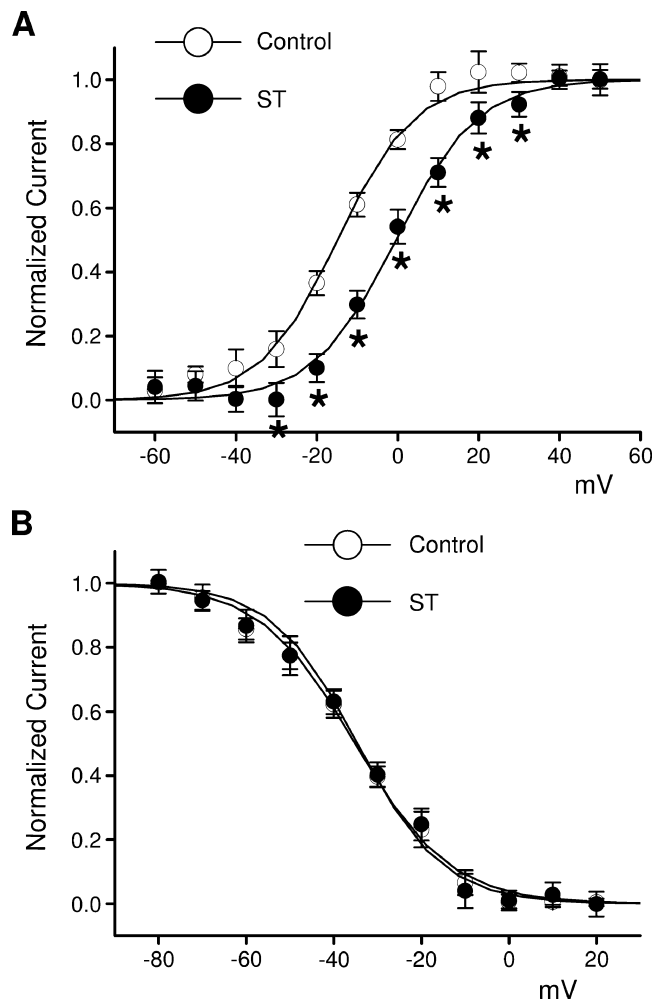 A
Control
ST
Normalized Current
1.0
0.8
0.6
0.4
0.2
0.0
-60 -40 -20 0 20 40 60
mV
* * * * * * *
B
Control
ST
Normalized Current
1.0
0.8
0.6
0.4
0.2
0.0
-80 -60 -40 -20 0 20
mV